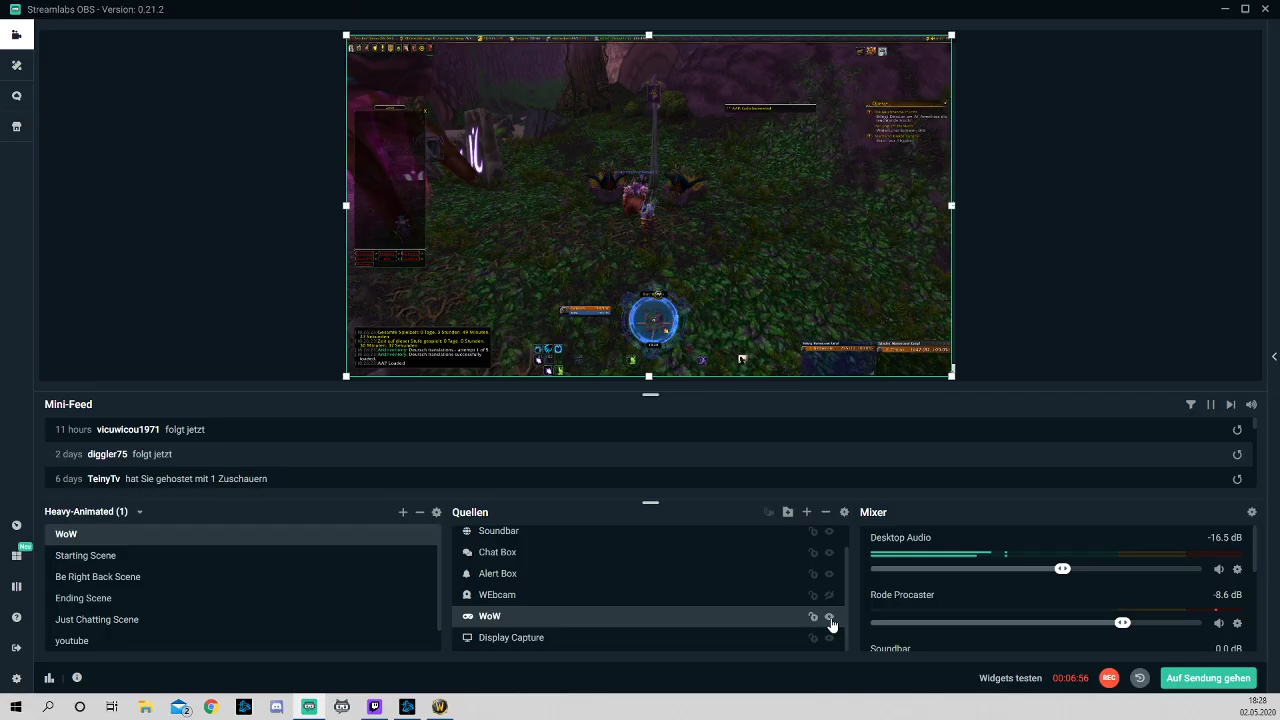 Streamlabs OBS - Version: 0.21.2
Mini-Feed
11 hours vicuwicou1971 folgt jetzt
2 days diggler75 folgt jetzt
6 days TeinyTv hat Sie gehostet mit 1 Zuschauern
Heavy-Animated (1)
WoW
Starting Scene
Be Right Back Scene
Ending Scene
Just Chatting Scene
youtube
Quellen
Soundbar
Chat Box
Alert Box
WEbcam
WoW
Display Capture
Mixer
Desktop Audio -16.5 dB
Rode Procaster -8.6 dB
Soundbar 0.0 dB
Neu
Widgets testen 00:06:56 REC Auf Sendung gehen
18:28
02.05.2020